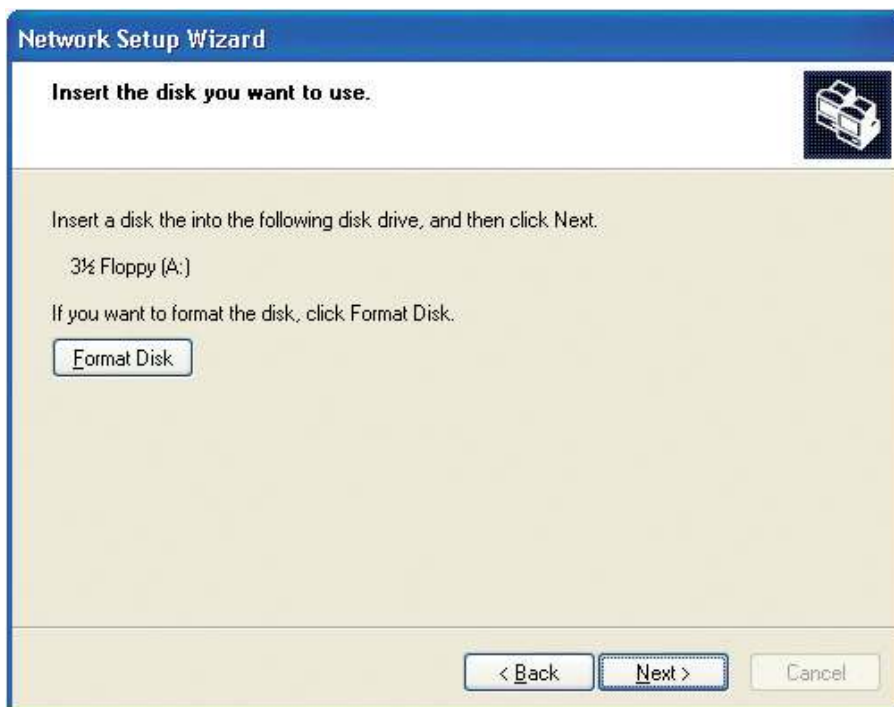 Network Setup Wizard
Insert the disk you want to use.
Insert a disk the into the following disk drive, and then click Next.
3½ Floppy (A:)
If you want to format the disk, click Format Disk.
Format Disk
< Back Next > Cancel